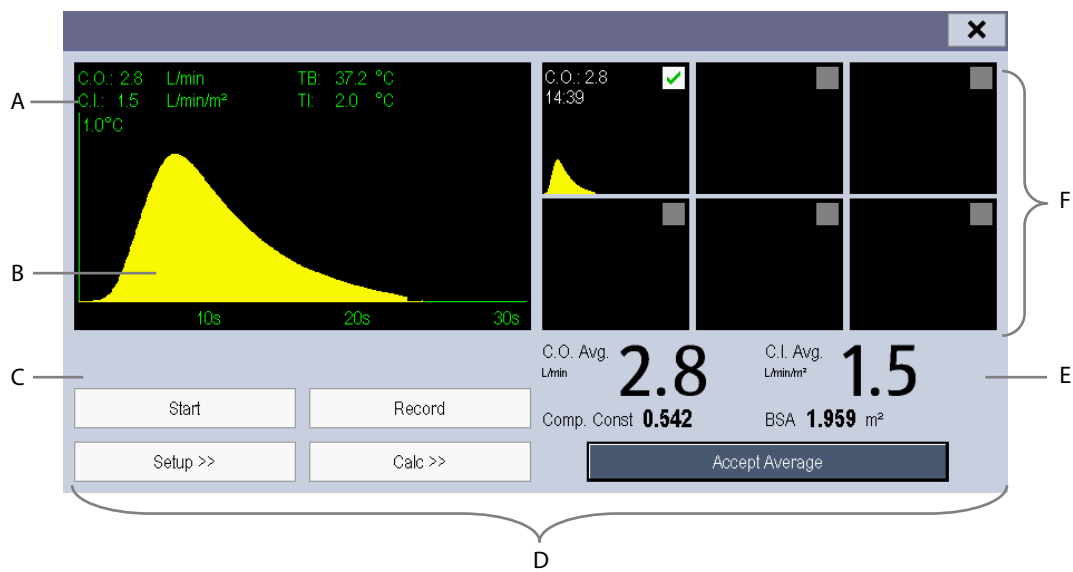 C.O.: 2.8 L/min TB: 37.2 °C
C.I.: 1.5 L/min/m² TI: 2.0 °C
1.0°C
10s 20s 30s
C.O.: 2.8
14:39
C.O. Avg.
L/min
2.8
C.I. Avg.
L/min/m²
1.5
Comp. Const 0.542
BSA 1.959 m²
Start
Record
Setup >>
Calc >>
Accept Average
A
B
C
D
E
F